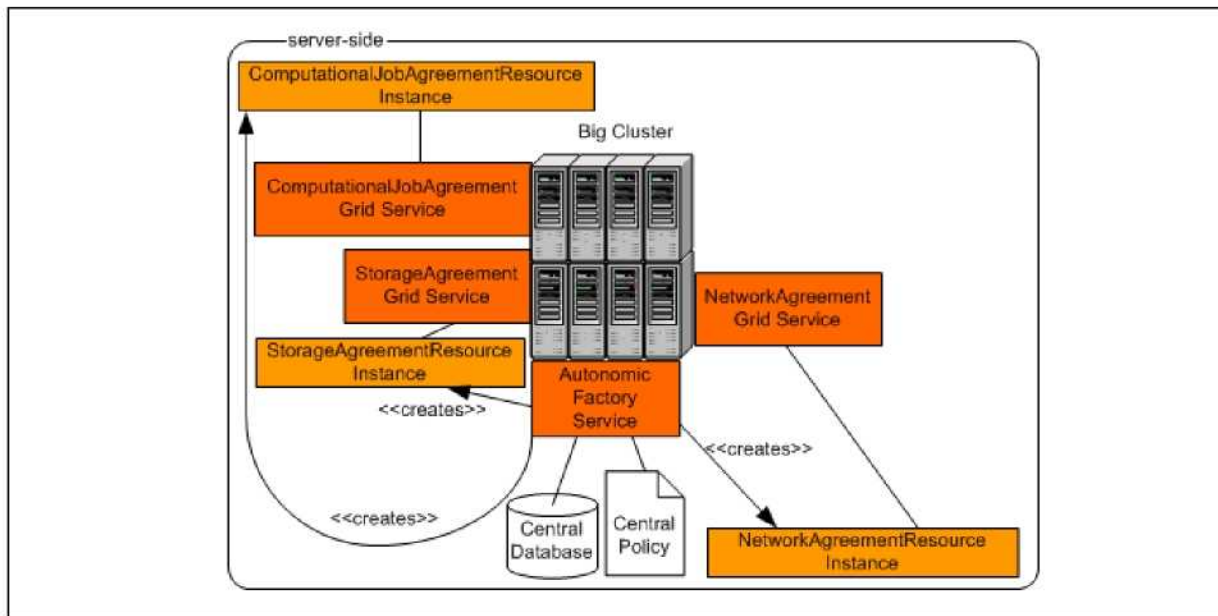 server-side
ComputationalJobAgreementResource
Instance
Big Cluster
ComputationalJobAgreement
Grid Service
StorageAgreement
Grid Service
NetworkAgreement
Grid Service
StorageAgreementResource
Instance
Autonomic
Factory
Service
<<creates>>
<<creates>>
<<creates>>
Central
Database
Central
Policy
NetworkAgreementResource
Instance